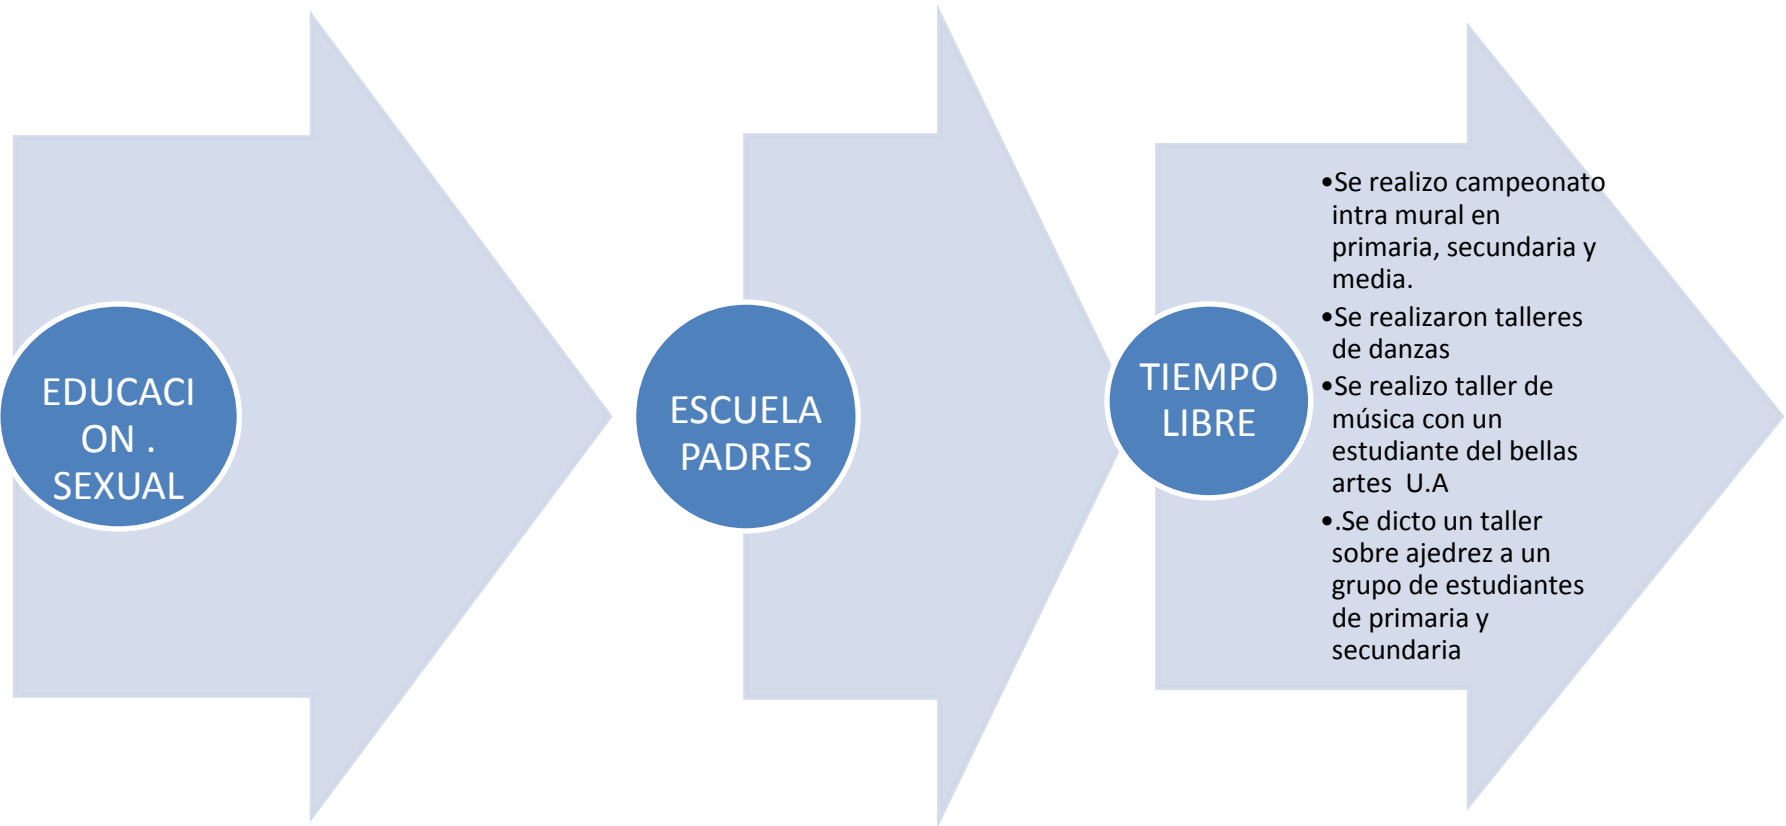 EDUCACI
ON .
SEXUAL
ESCUELA
PADRES
TIEMPO
LIBRE
•Se realizo campeonato
intra mural en
primaria, secundaria y
media.
•Se realizaron talleres
de danzas
•Se realizo taller de
música con un
estudiante del bellas
artes  U.A
•.Se dicto un taller
sobre ajedrez a un
grupo de estudiantes
de primaria y
secundaria